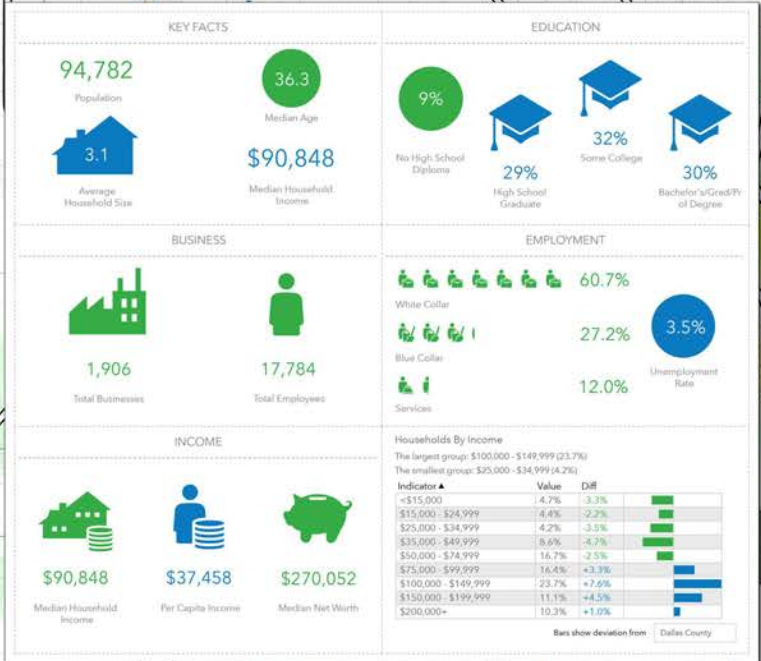 KEY FACTS
94,782
Population
36.3
Median Age
3.1
Average
Household Size
$90,848
Median Household
Income
EDUCATION
9%
No High School
Diploma
29%
High School
Graduate
32%
Some College
30%
Bachelor's/Grad/Pr
of Degree
BUSINESS
1,906
Total Businesses
17,784
Total Employees
EMPLOYMENT
60.7%
White Collar
27.2%
Blue Collar
12.0%
Services
3.5%
Unemployment
Rate
INCOME
$90,848
Median Household
Income
$37,458
Per Capita Income
$270,052
Median Net Worth
Households By Income
The largest group: $100,000 - $149,999 (23.7%)
The smallest group: $25,000 - $34,999 (4.2%)
Indicator ▲ Value Diff
<$15,000 4.7% -3.3%
$15,000 - $24,999 4.4% -2.2%
$25,000 - $34,999 4.2% -3.5%
$35,000 - $49,999 8.6% -4.7%
$50,000 - $74,999 16.7% -2.5%
$75,000 - $99,999 16.4% +3.3%
$100,000 - $149,999 23.7% +7.6%
$150,000 - $199,999 11.1% +4.5%
$200,000+ 10.3% +1.0%
Bars show deviation from Dallas County